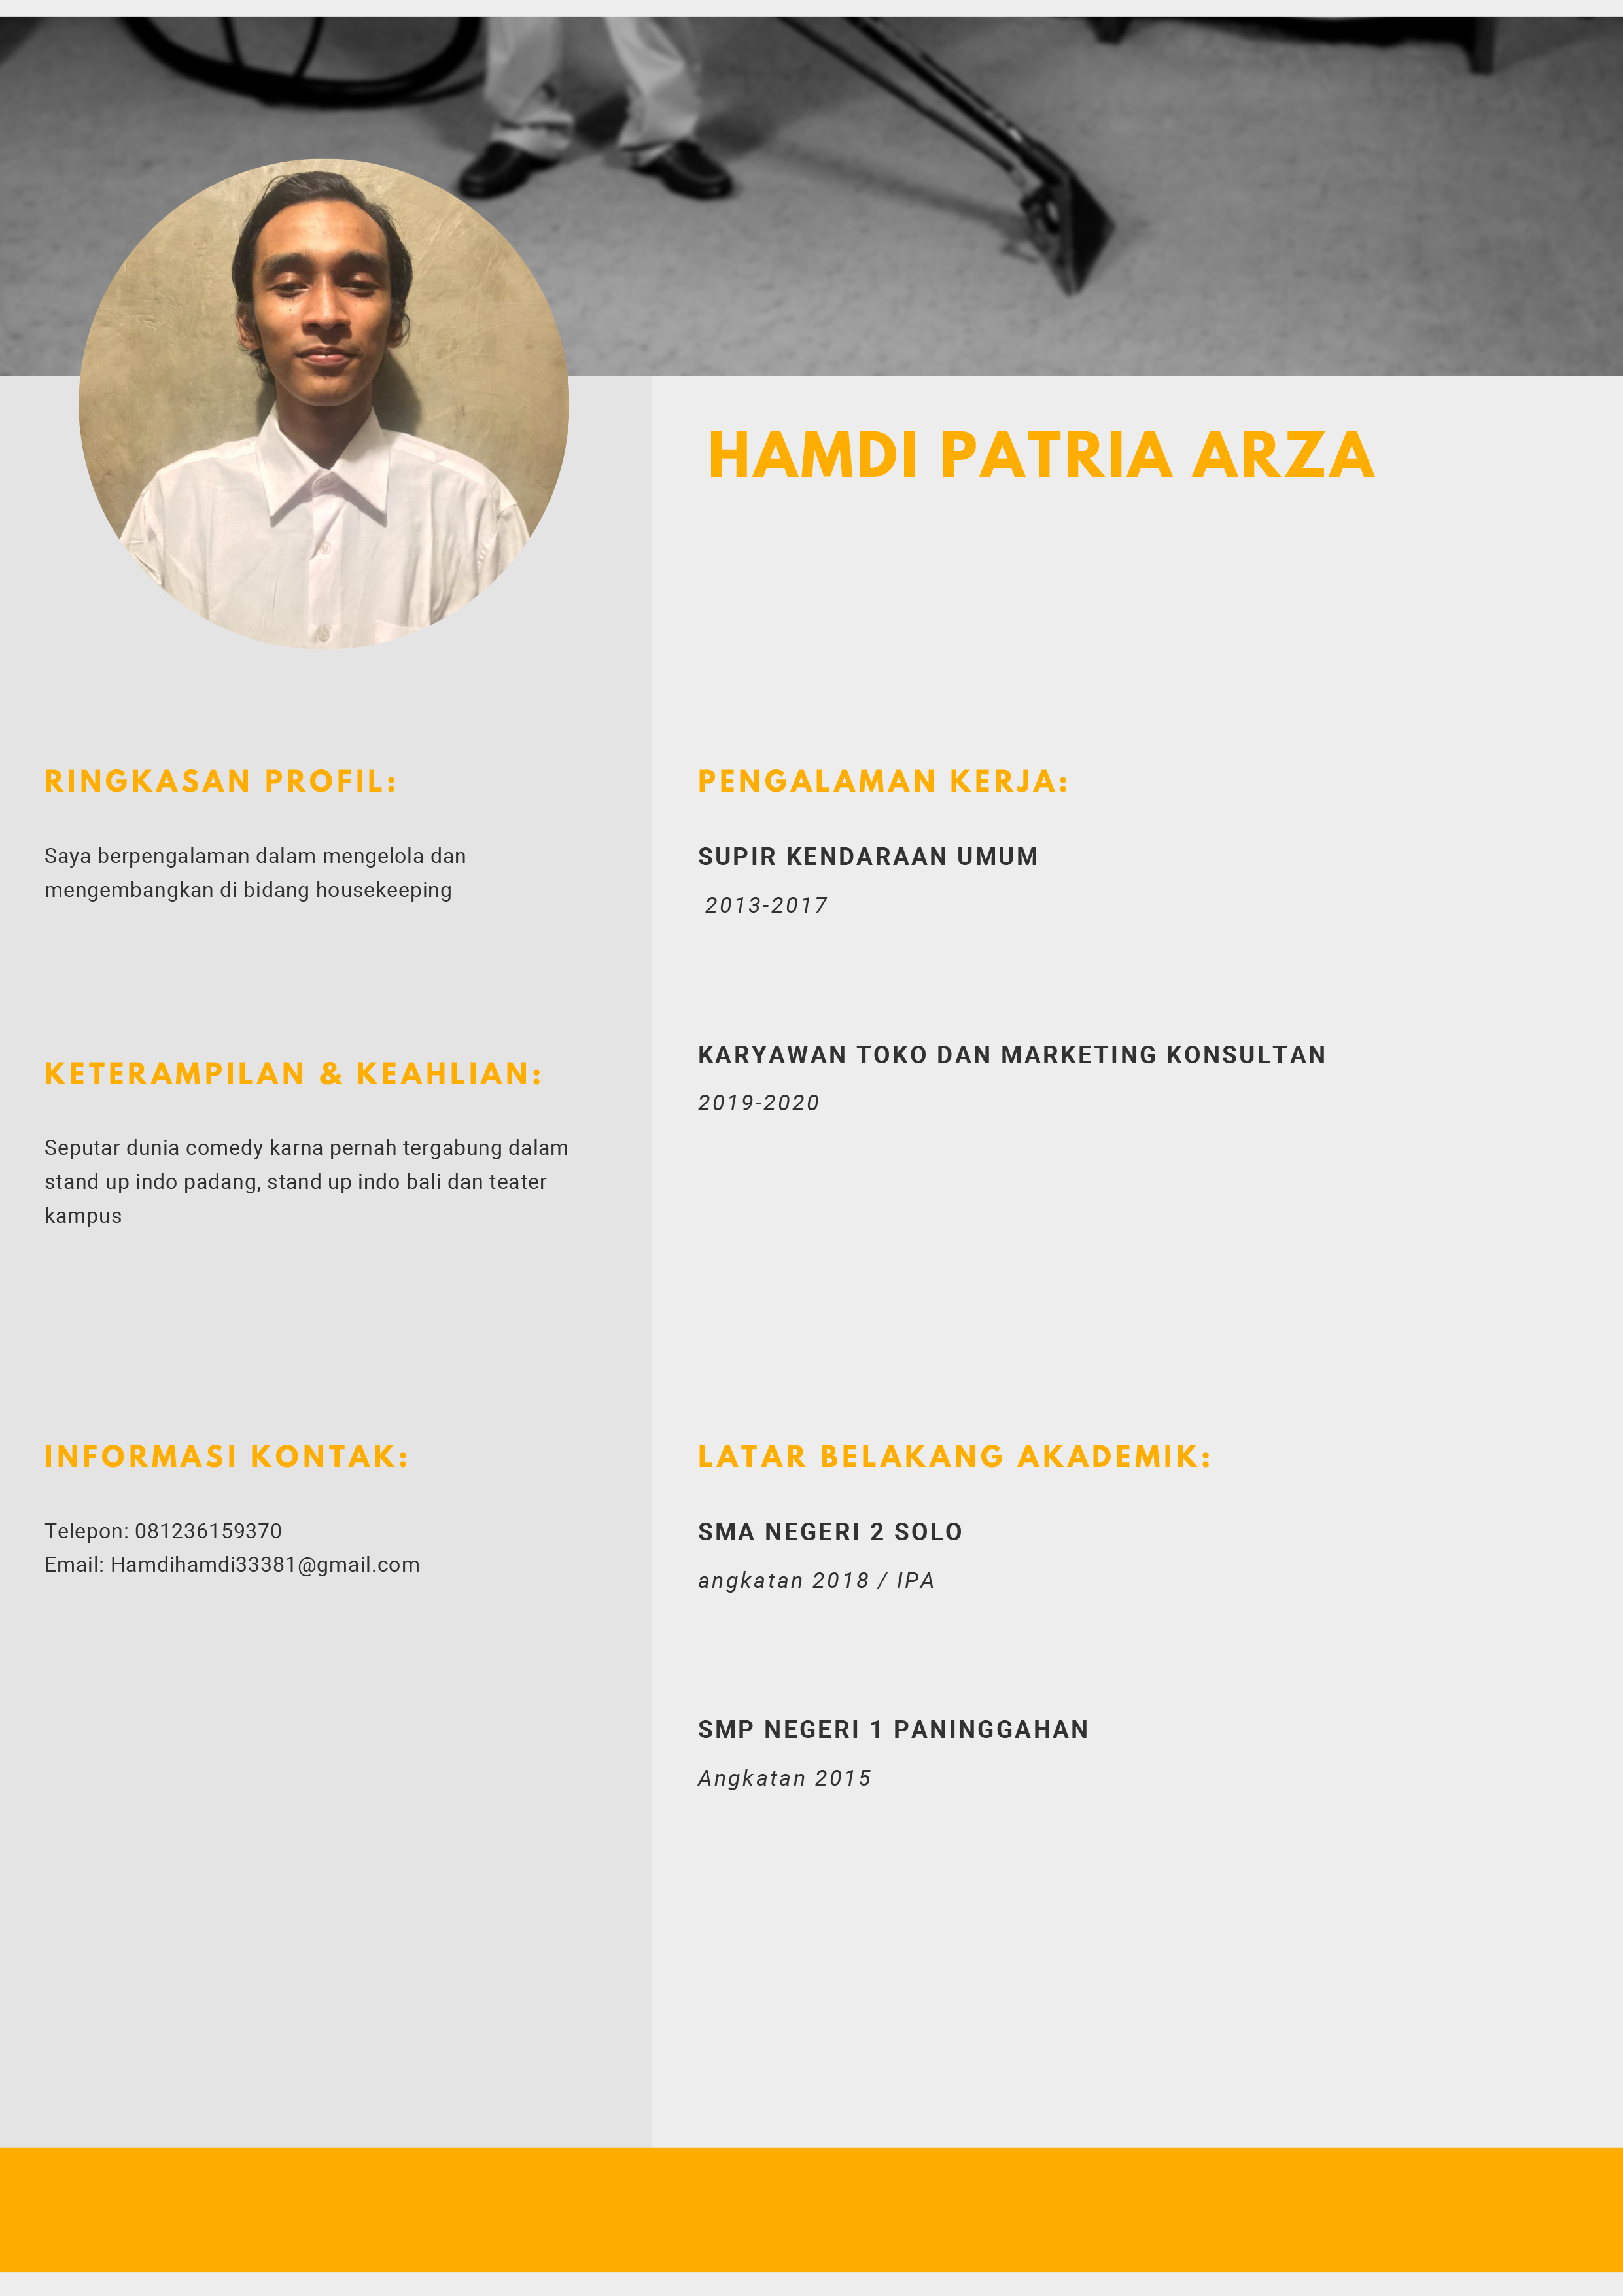 HAMDI PATRIA ARZA
RINGKASAN PROFIL:
Saya berpengalaman dalam mengelola dan
mengembangkan di bidang housekeeping
KETERAMPILAN & KEAHLIAN:
Seputar dunia comedy karna pernah tergabung dalam
stand up indo padang, stand up indo bali dan teater
kampus
INFORMASI KONTAK:
Telepon: 081236159370
Email: Hamdihamdi33381@gmail.com
PENGALAMAN KERJA:
SUPIR KENDARAAN UMUM
2013-2017
KARYAWAN TOKO DAN MARKETING KONSULTAN
2019-2020
LATAR BELAKANG AKADEMIK:
SMA NEGERI 2 SOLO
angkatan 2018 / IPA
SMP NEGERI 1 PANINGGAHAN
Angkatan 2015